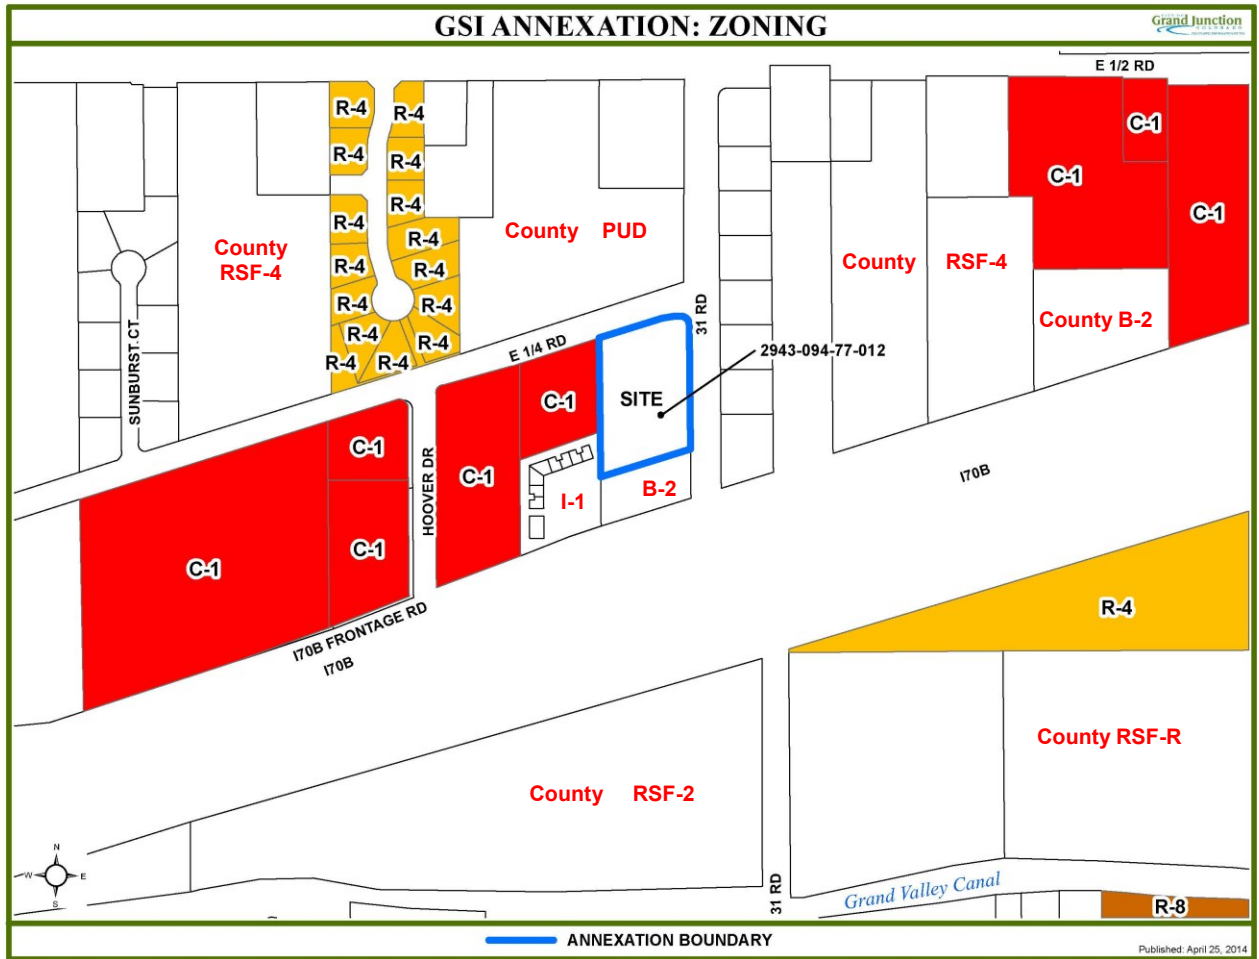 GSI ANNEXATION: ZONING
Grand Junction
COLORADO
E 1/2 RD
R-4
R-4
C-1
R-4
R-4
C-1
R-4
C-1
R-4
County PUD
R-4
County
RSF-4
R-4
R-4
County RSF-4
R-4
R-4
County B-2
R-4
R-4
R-4
R-4
31 RD
SUNBURST CT
E 1/4 RD
2943-094-77-012
SITE
C-1
C-1
C-1
HOOVER DR
I-1
B-2
I70B
C-1
C-1
R-4
I70B FRONTAGE RD
I70B
County RSF-R
County RSF-2
N
W
E
S
31 RD
Grand Valley Canal
R-8
ANNEXATION BOUNDARY
Published: April 25, 2014